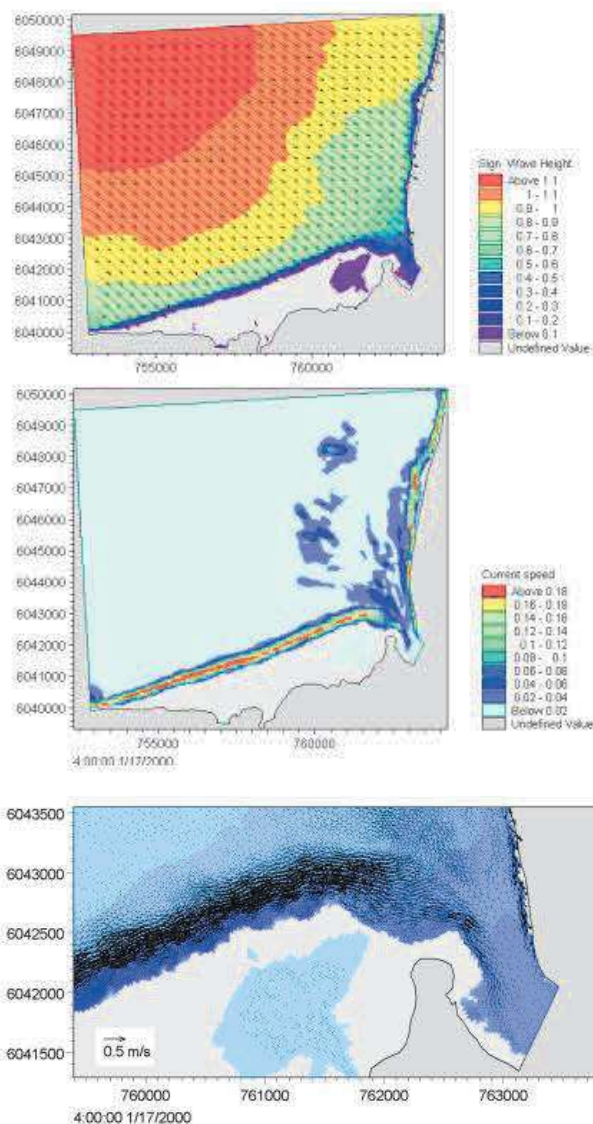 6050000
6049000
6048000
6047000
6046000
6045000
6044000
6043000
6042000
6041000
6040000
755000 760000
Sign. Wave Height
Above 1.1
1 - 1.1
0.9 - 1
0.8 - 0.9
0.7 - 0.8
0.6 - 0.7
0.5 - 0.6
0.4 - 0.5
0.3 - 0.4
0.2 - 0.3
0.1 - 0.2
Below 0.1
Undefined Value
6050000
6049000
6048000
6047000
6046000
6045000
6044000
6043000
6042000
6041000
6040000
755000 760000
4:00:00 1/17/2000
Current speed
Above 0.18
0.16 - 0.18
0.14 - 0.16
0.12 - 0.14
0.1 - 0.12
0.08 - 0.1
0.06 - 0.08
0.04 - 0.06
0.02 - 0.04
Below 0.02
Undefined Value
6043500
6043000
6042500
6042000
6041500
0.5 m/s
760000 761000 762000 763000
4:00:00 1/17/2000